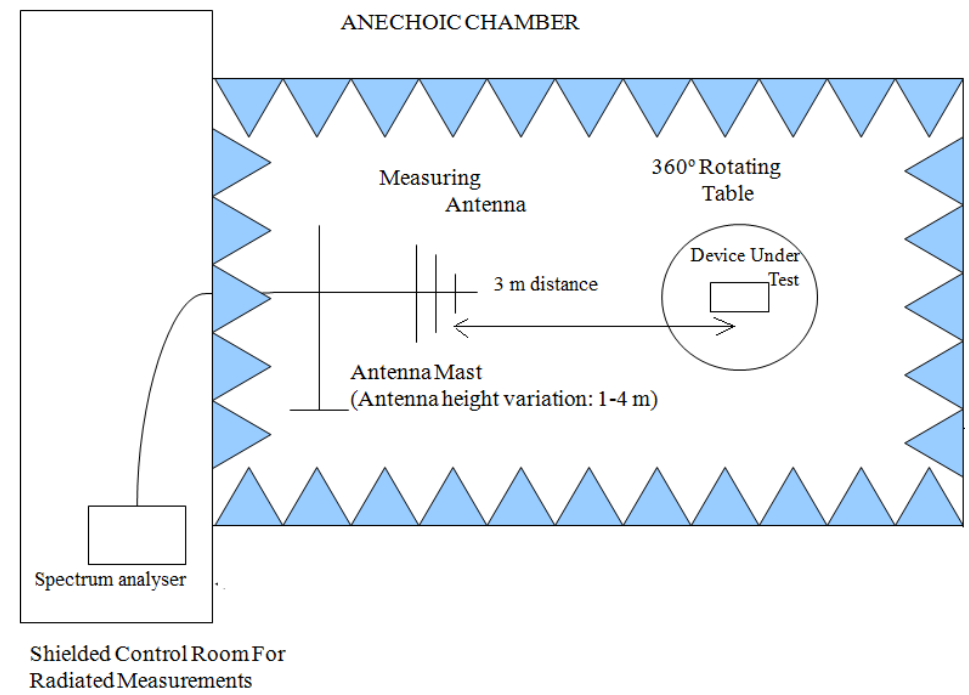 ANECHOIC CHAMBER
Measuring
Antenna
360º Rotating
Table
Device Under
Test
3 m distance
Antenna Mast
(Antenna height variation: 1-4 m)
Spectrum analyser
Shielded Control Room For
Radiated Measurements